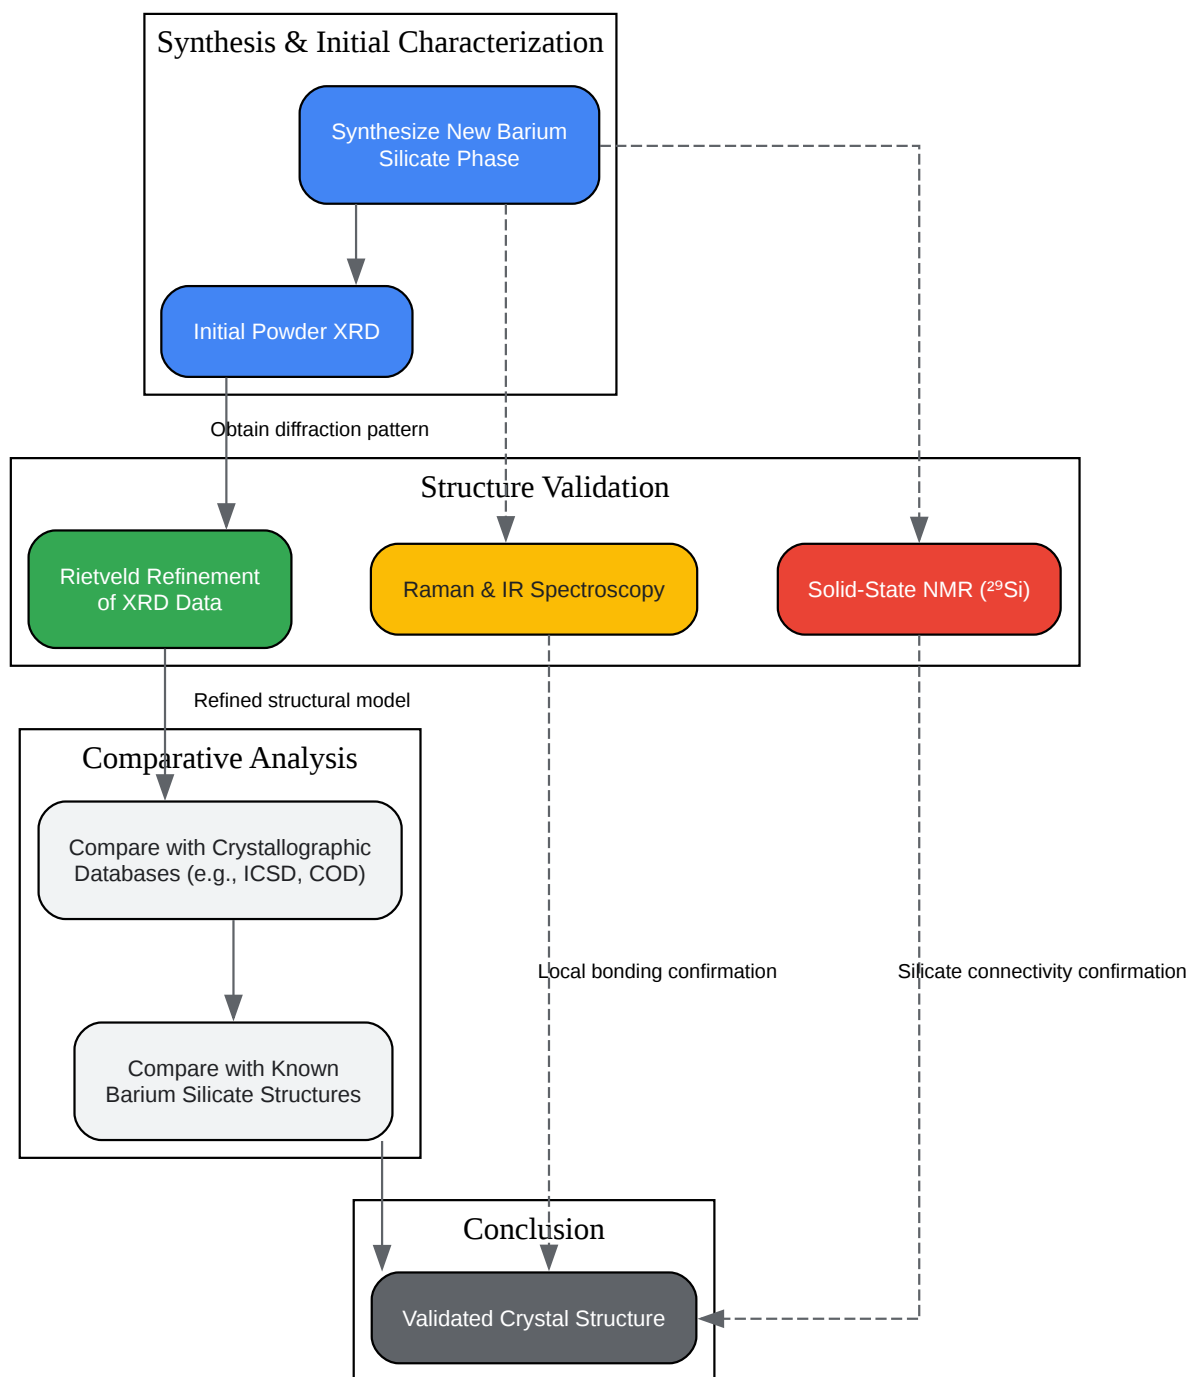 Synthesis & Initial Characterization
Synthesize New Barium
Silicate Phase
Initial Powder XRD
Obtain diffraction pattern
Structure Validation
Rietveld Refinement
of XRD Data
Raman & IR Spectroscopy
Solid-State NMR (²⁹Si)
Refined structural model
Comparative Analysis
Compare with Crystallographic
Databases (e.g., ICSD, COD)
Local bonding confirmation
Silicate connectivity confirmation
Compare with Known
Barium Silicate Structures
Conclusion
Validated Crystal Structure